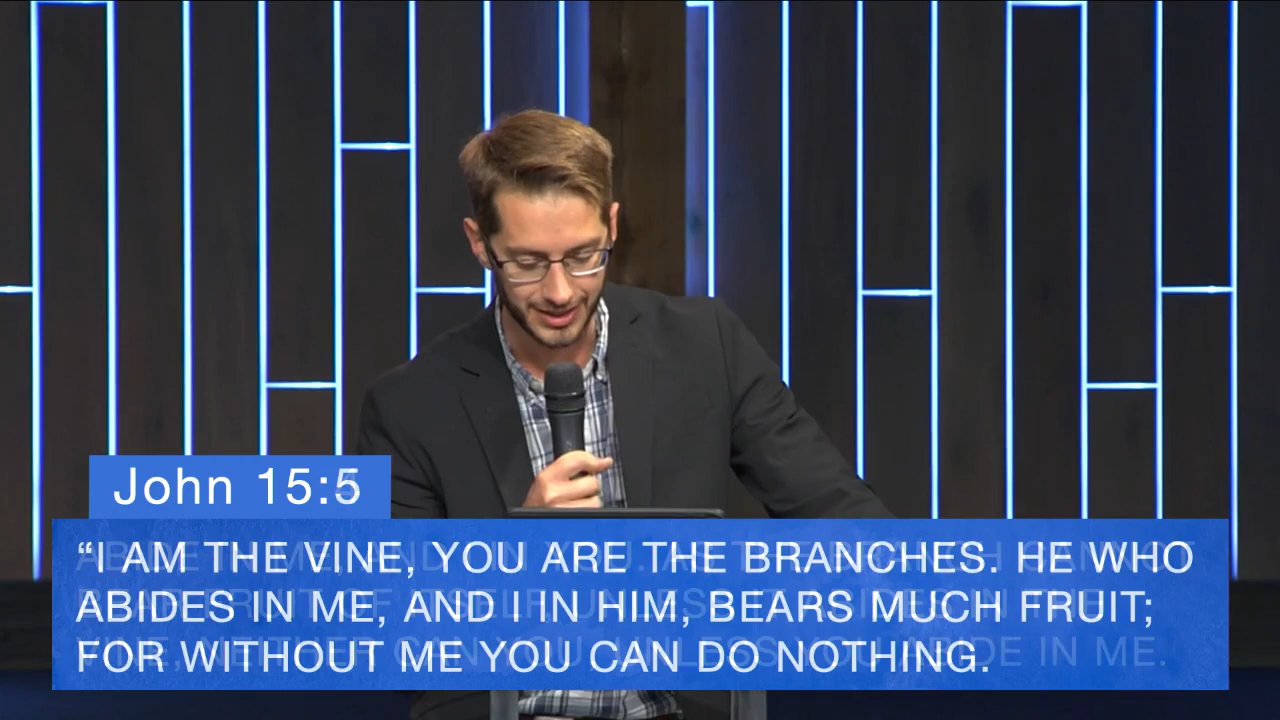 John 15:5
“I AM THE VINE, YOU ARE THE BRANCHES. HE WHO
ABIDES IN ME, AND I IN HIM, BEARS MUCH FRUIT;
FOR WITHOUT ME YOU CAN DO NOTHING.